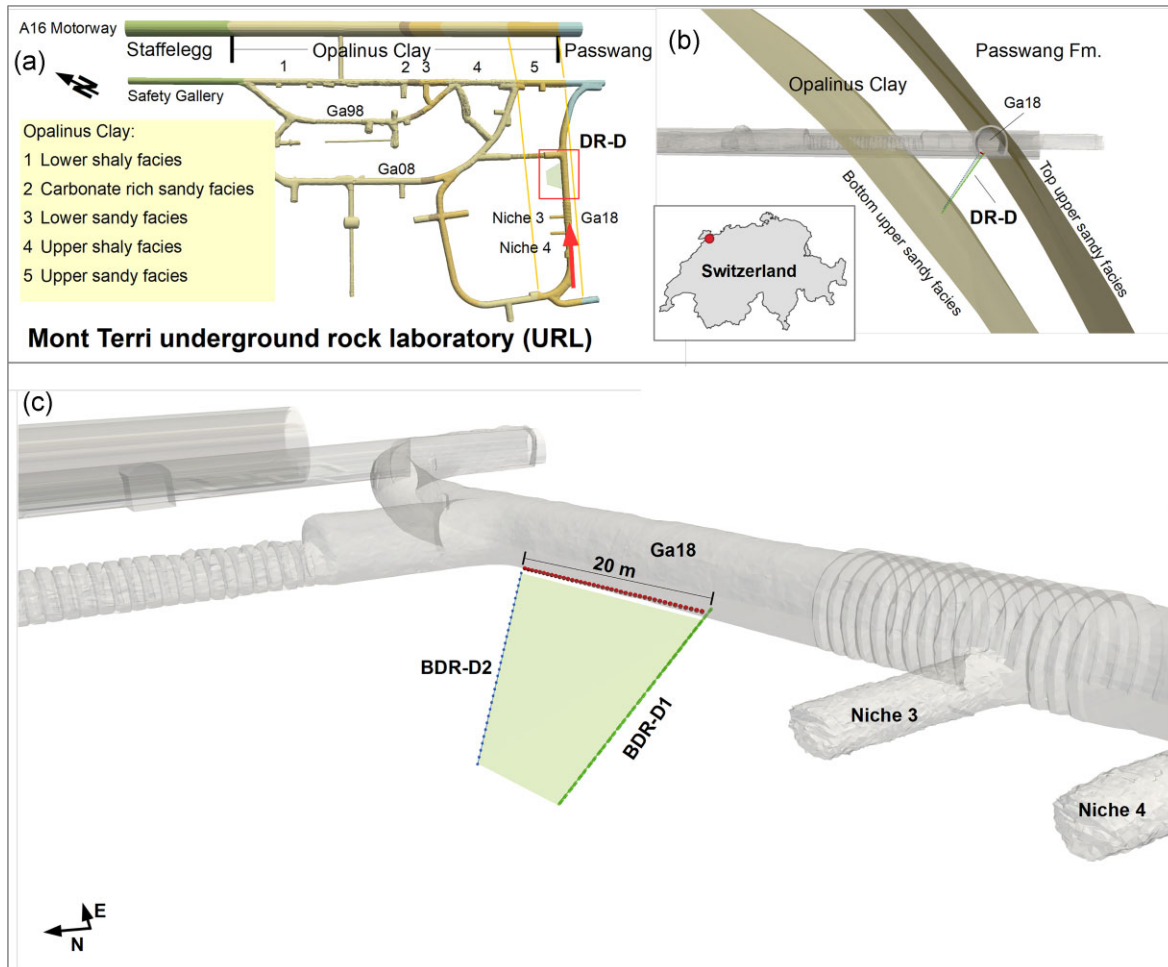 A16 Motorway
Staffelegg
Opalinus Clay
Passwang
(a)
N
1
2
3
4
5
Safety Gallery
Ga98
Ga08
DR-D
Opalinus Clay:
1 Lower shaly facies
2 Carbonate rich sandy facies
3 Lower sandy facies
4 Upper shaly facies
5 Upper sandy facies
Niche 3
Ga18
Niche 4
Mont Terri underground rock laboratory (URL)
(b)
Passwang Fm.
Opalinus Clay
Ga18
DR-D
Top upper sandy facies
Bottom upper sandy facies
Switzerland
(c)
Ga18
20 m
BDR-D2
BDR-D1
Niche 3
Niche 4
E
N